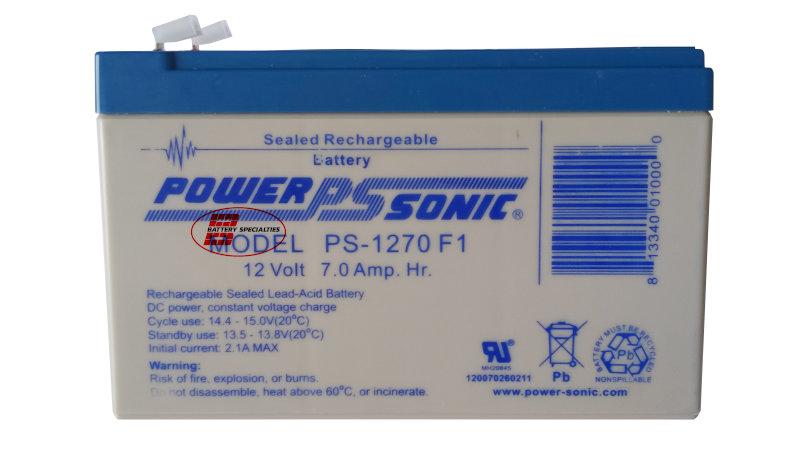 Sealed Rechargeable
Battery
POWER PS SONIC®
BATTERY SPECIALTIES
MODEL PS-1270 F1
12 Volt 7.0 Amp. Hr.
Rechargeable Sealed Lead-Acid Battery
DC power, constant voltage charge
Cycle use: 14.4 - 15.0V(20°C)
Standby use: 13.5 - 13.8V(20°C)
Initial current: 2.1A MAX
Warning:
Risk of fire, explosion, or burns.
Do not disassemble, heat above 60°C, or incinerate.
8 13340 01000 0
MH20845
120070260211
Pb
BATTERY MUST BE RECYCLED
Pb
NONSPILLABLE
www.power-sonic.com